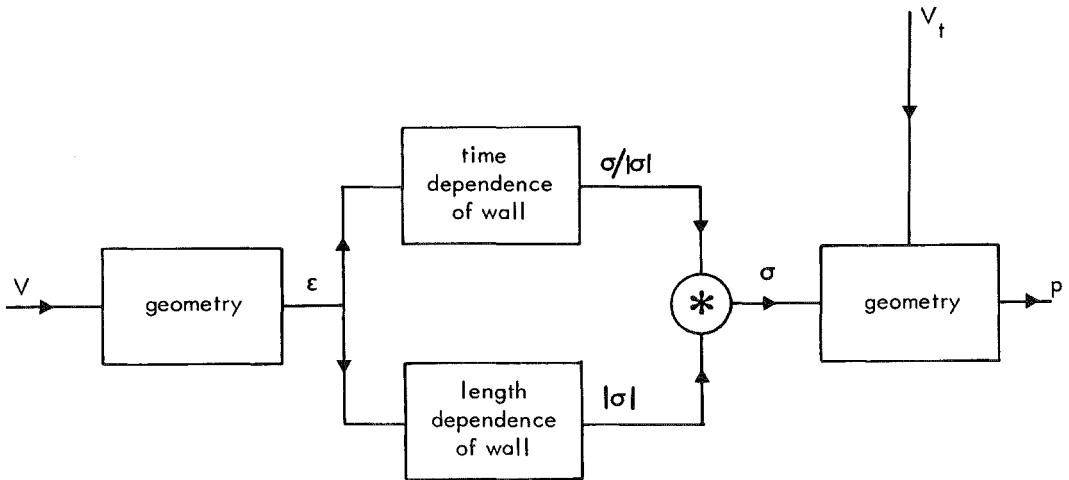 V
geometry
ε
time
dependence
of wall
σ/|σ|
length
dependence
of wall
|σ|
*
σ
V_t
geometry
p